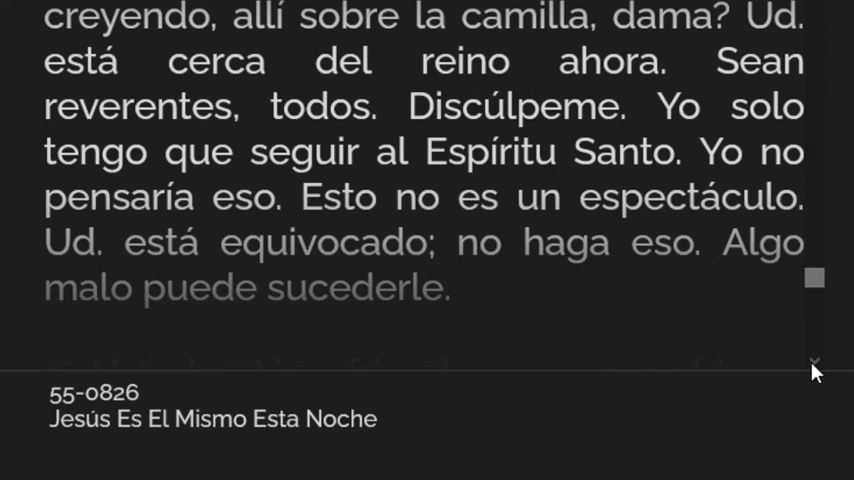 creyendo, allí sobre la camilla, dama? Ud.
está cerca del reino ahora. Sean
reverentes, todos. Discúlpeme. Yo solo
tengo que seguir al Espíritu Santo. Yo no
pensaría eso. Esto no es un espectáculo.
Ud. está equivocado; no haga eso. Algo
malo puede sucederle.
55-0826
Jesús Es El Mismo Esta Noche